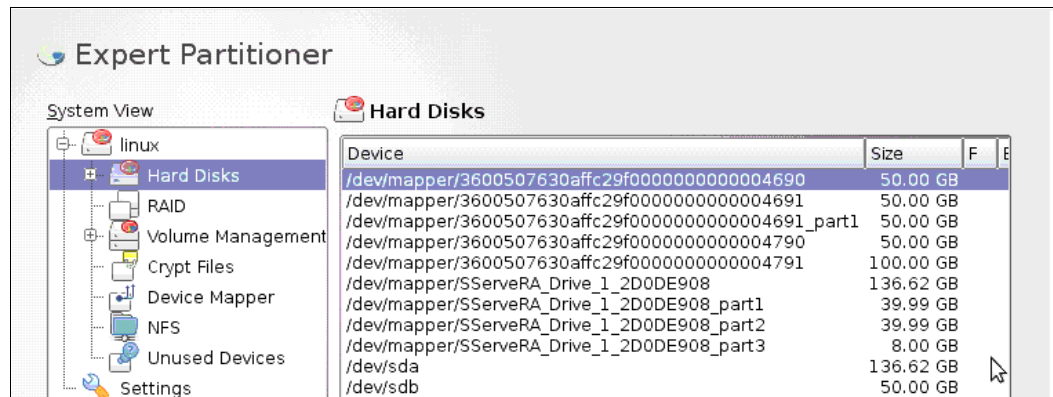 Expert Partitioner
System View
linux
Hard Disks
RAID
Volume Management
Crypt Files
Device Mapper
NFS
Unused Devices
Settings
Hard Disks
Device Size F E
/dev/mapper/3600507630affc29f0000000000004690 50.00 GB
/dev/mapper/3600507630affc29f0000000000004691 50.00 GB
/dev/mapper/3600507630affc29f0000000000004691_part1 50.00 GB
/dev/mapper/3600507630affc29f0000000000004790 50.00 GB
/dev/mapper/3600507630affc29f0000000000004791 100.00 GB
/dev/mapper/SServeRA_Drive_1_2D0DE908 136.62 GB
/dev/mapper/SServeRA_Drive_1_2D0DE908_part1 39.99 GB
/dev/mapper/SServeRA_Drive_1_2D0DE908_part2 39.99 GB
/dev/mapper/SServeRA_Drive_1_2D0DE908_part3 8.00 GB
/dev/sda 136.62 GB
/dev/sdb 50.00 GB